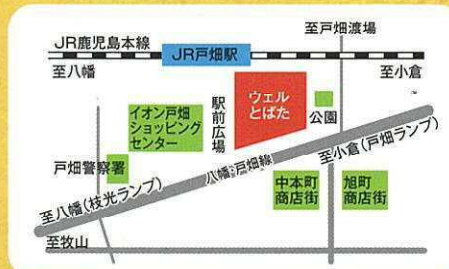 至戸畑渡場
JR鹿児島本線
JR戸畑駅
至八幡
至小倉
駅前広場
ウェル
とばた
公園
イオン戸畑
ショッピング
センター
戸畑警察署
八幡・戸畑線
至小倉(戸畑ランプ)
中本町
商店街
旭町
商店街
至八幡(枝光ランプ)
至牧山